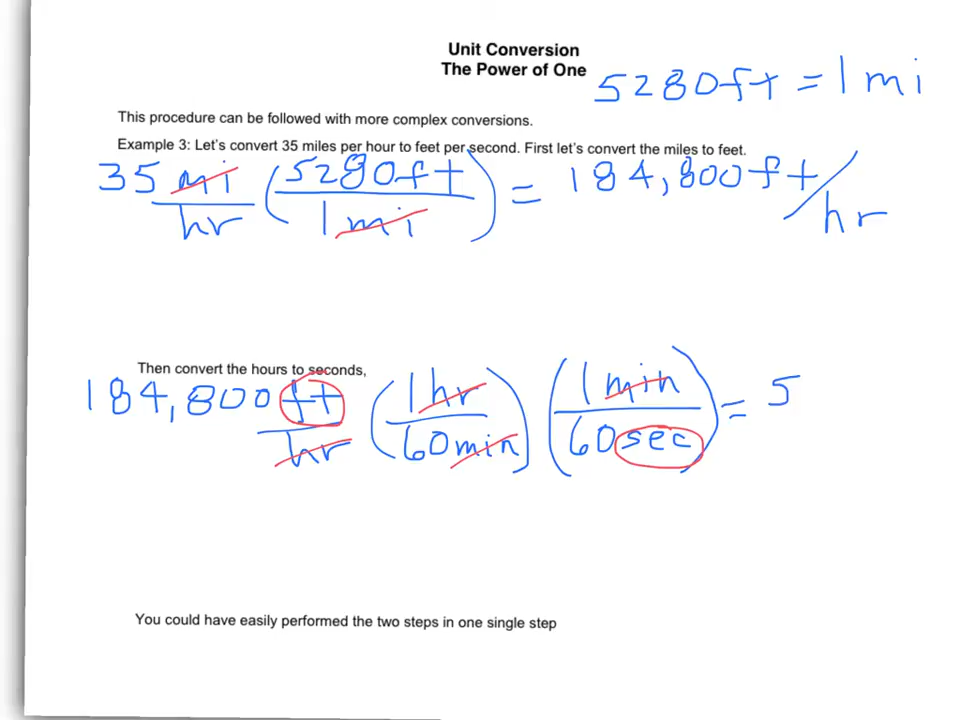 Unit Conversion
The Power of One
5280ft = 1 mi
This procedure can be followed with more complex conversions.
Example 3: Let's convert 35 miles per hour to feet per second. First let's convert the miles to feet.
35 mi/hr (5280ft/1mi) = 184,800ft/hr
Then convert the hours to seconds,
184,800ft/hr (1hr/60min) (1min/60sec) = 5
You could have easily performed the two steps in one single step